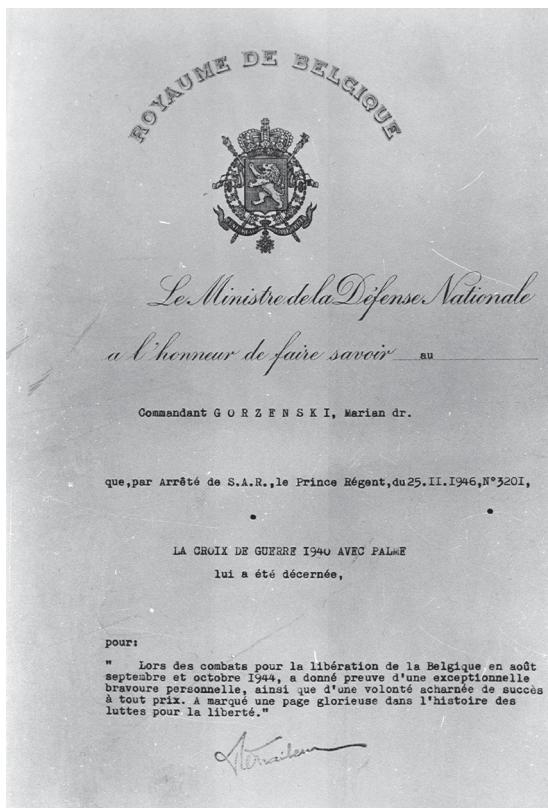 ROYAUME DE BELGIQUE
Le Ministre de la Défense Nationale
a l'honneur de faire savoir au
Commandant G O R Z E N S K I, Marian dr.
que,par Arrêté de S.A.R.,le Prince Régent,du25.II.1946,N°320I,
LA CROIX DE GUERRE I940 AVEC PALME
lui a été décernée,
pour:
" Lors des combats pour la libération de la Belgique en août
septembre et octobre 1944, a donné preuve d'une exceptionnelle
bravoure personnelle, ainsi que d'une volonté acharnée de succès
à tout prix. A marqué une page glorieuse dans l'histoire des
luttes pour la liberté."